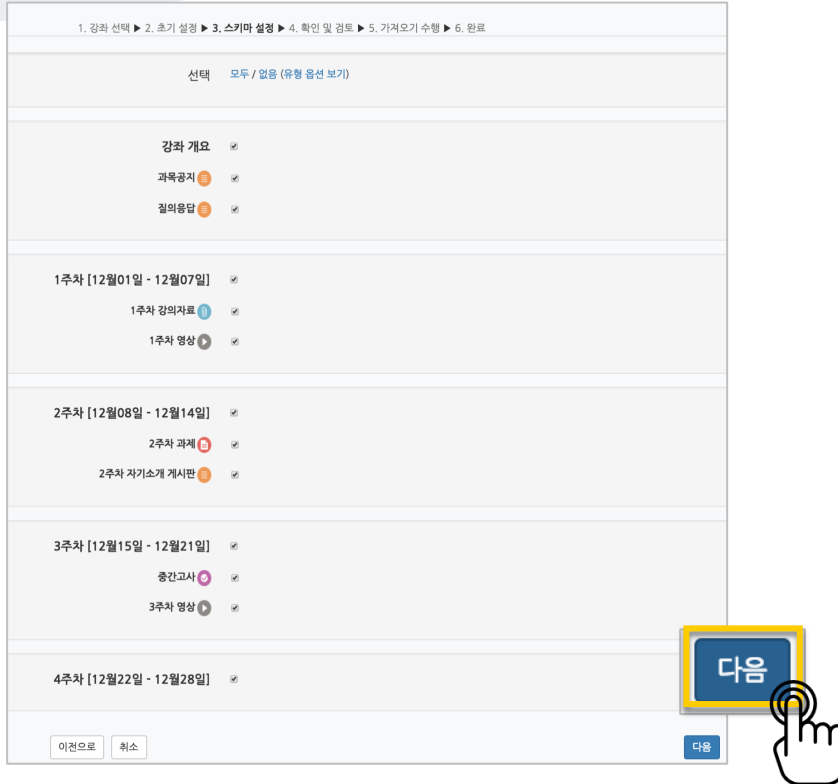 1. 강좌 선택 ▶ 2. 초기 설정 ▶ 3. 스키마 설정 ▶ 4. 확인 및 검토 ▶ 5. 가져오기 수행 ▶ 6. 완료
선택 모두 / 없음 (유형 옵션 보기)
강좌 개요
과목공지
질의응답
1주차 [12월01일 - 12월07일]
1주차 강의자료
1주차 영상
2주차 [12월08일 - 12월14일]
2주차 과제
2주차 자기소개 게시판
3주차 [12월15일 - 12월21일]
중간고사
3주차 영상
4주차 [12월22일 - 12월28일]
다음
이전으로 취소 다음